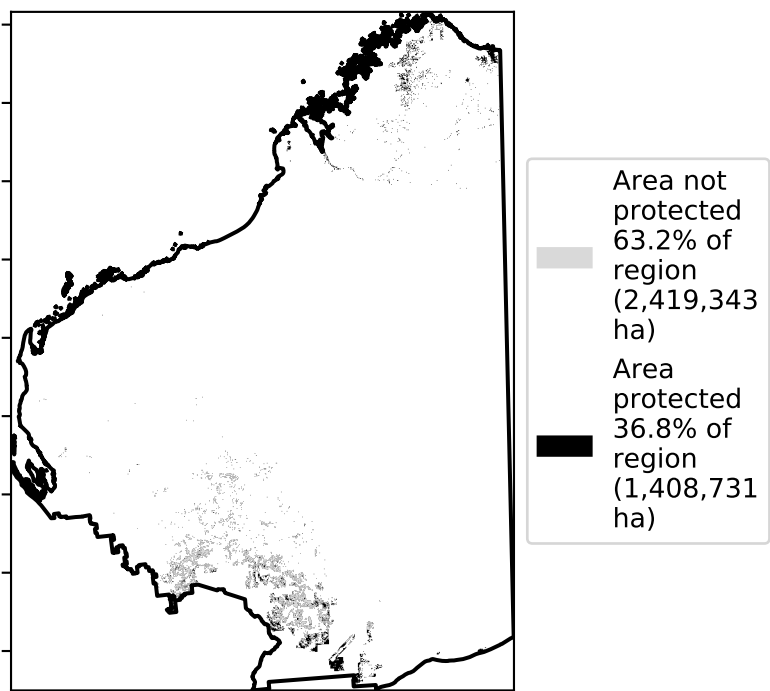 Area not
protected
63.2% of
region
(2,419,343
ha)
Area
protected
36.8% of
region
(1,408,731
ha)